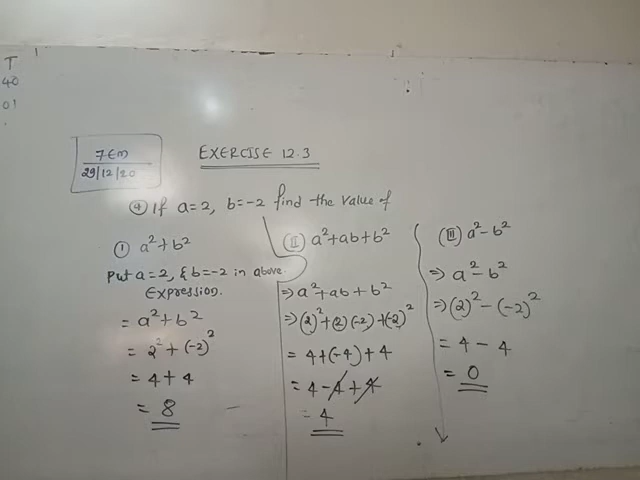 T
40
01
7EM
29/12/20
EXERCISE 12.3
④ If a=2, b=-2 find the value of
① a²+b²
Put a=2, & b=-2 in above
Expression.
= a²+b²
= 2²+(-2)²
= 4+4
= 8
(II) a²+ab+b²
⇒ a²+ab+b²
⇒ (2)²+(2)(-2)+(-2)²
= 4+(-4)+4
= 4-4+4
= 4
(III) a²-b²
⇒ a²-b²
⇒ (2)²-(-2)²
= 4-4
= 0